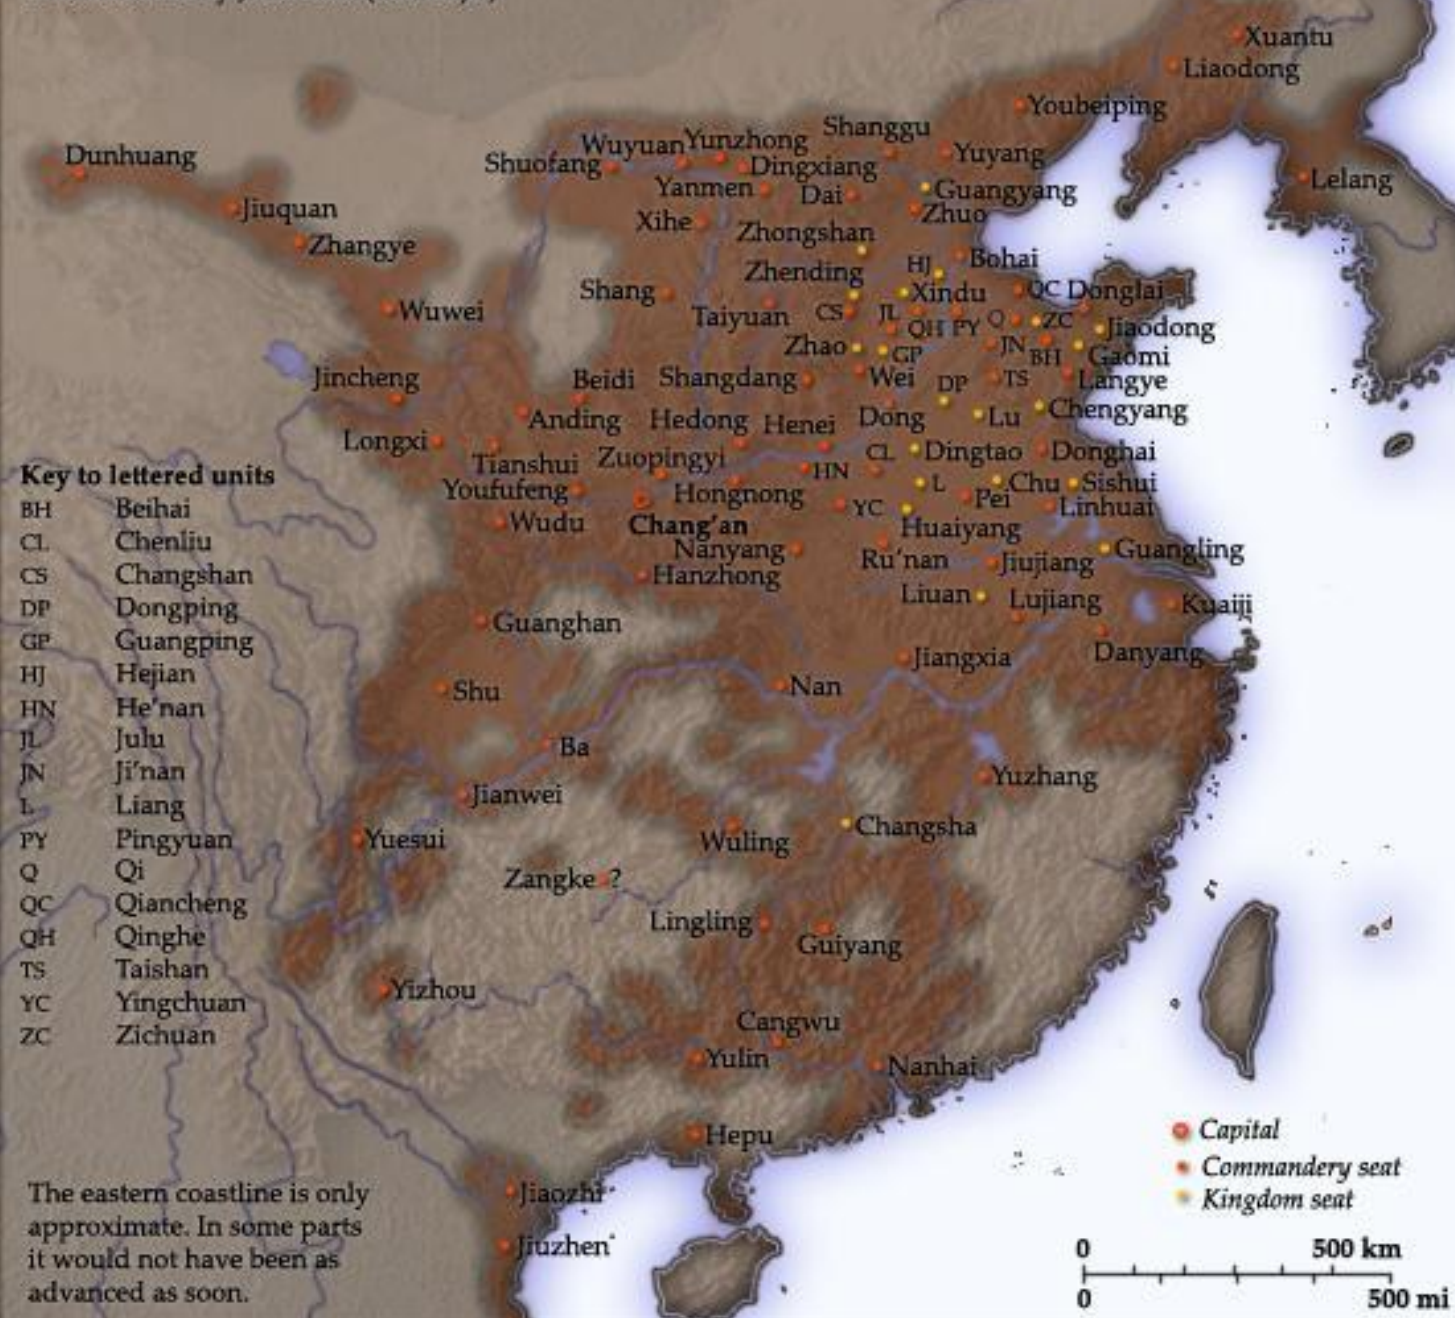 Xuantu
Liaodong
Youbeiping
Shanggu
Wuyuan
Yunzhong
Yuyang
Dunhuang
Shuofang
Dingxiang
Yanmen
Dai
Guangyang
Lelang
Jiuquan
Zhuo
Xihe
Zhongshan
Zhangye
HJ
Bohai
Zhending
Shang
Xindu
QC
Donglai
Wuwei
Taiyuan
CS
JL
QH
PY
Q
ZC
Jiaodong
Zhao
GP
JN
BH
Gaomi
Jincheng
Beidi
Shangdang
Wei
DP
TS
Langye
Anding
Hedong
Henei
Dong
Lu
Chengyang
Longxi
Tianshui
Zuopingyi
HN
CL
Dingtao
Donghai
Youfufeng
Hongnong
L
Chu
Sishui
Pei
Linhuai
Wudu
Chang'an
YC
Huaiyang
Nanyang
Ru'nan
Jiujiang
Guangling
Hanzhong
Liuan
Lujiang
Kuaiji
Guanghan
Danyang
Jiangxia
Shu
Nan
Ba
Yuzhang
Jianwei
Changsha
Yuesui
Wuling
Zangke ?
Lingling
Guiyang
Yizhou
Cangwu
Yulin
Nanhai
Hepu
Jiaozhi
Jiuzhen
Key to lettered units
BH Beihai
CL Chenliu
CS Changshan
DP Dongping
GP Guangping
HJ Hejian
HN He'nan
JL Julu
JN Ji'nan
L Liang
PY Pingyuan
Q Qi
QC Qiancheng
QH Qinghe
TS Taishan
YC Yingchuan
ZC Zichuan
The eastern coastline is only
approximate. In some parts
it would not have been as
advanced as soon.
Capital
Commandery seat
Kingdom seat
0 500 km
0 500 mi